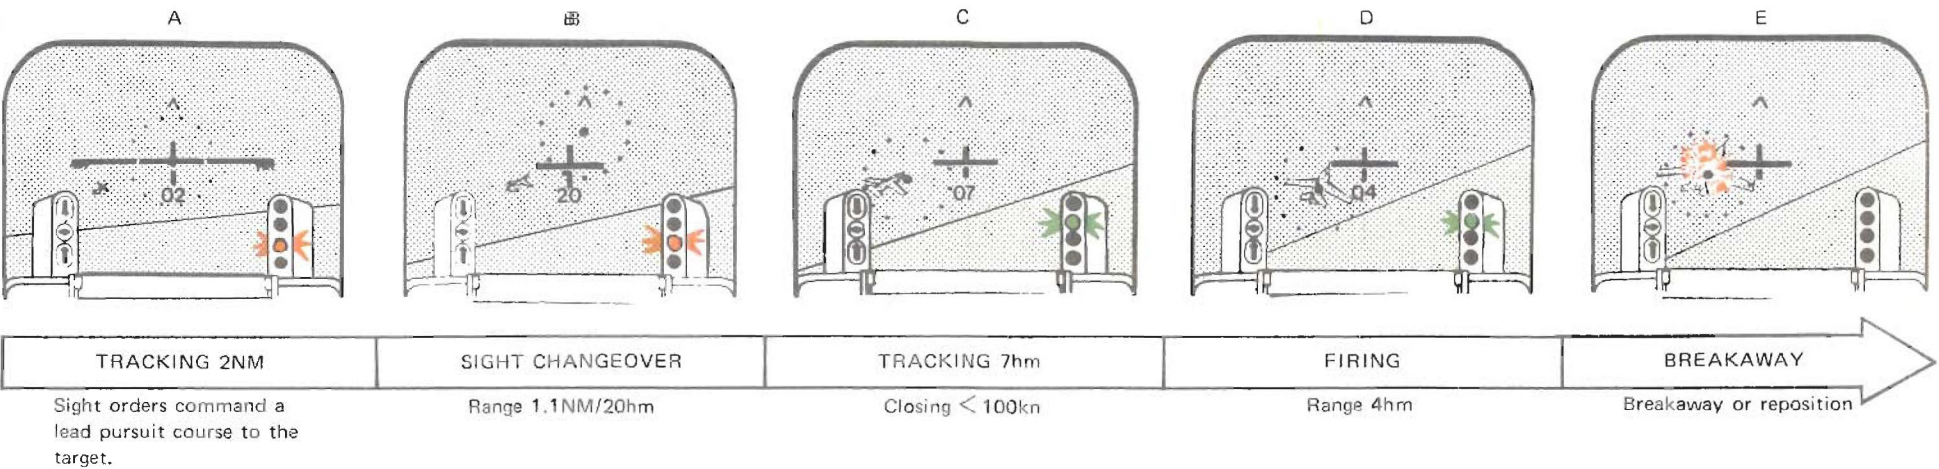 A
B
C
D
E
02
20
07
04
TRACKING 2NM
SIGHT CHANGEOVER
TRACKING 7hm
FIRING
BREAKAWAY
Sight orders command a
lead pursuit course to the
target.
Range 1.1NM/20hm
Closing < 100kn
Range 4hm
Breakaway or reposition